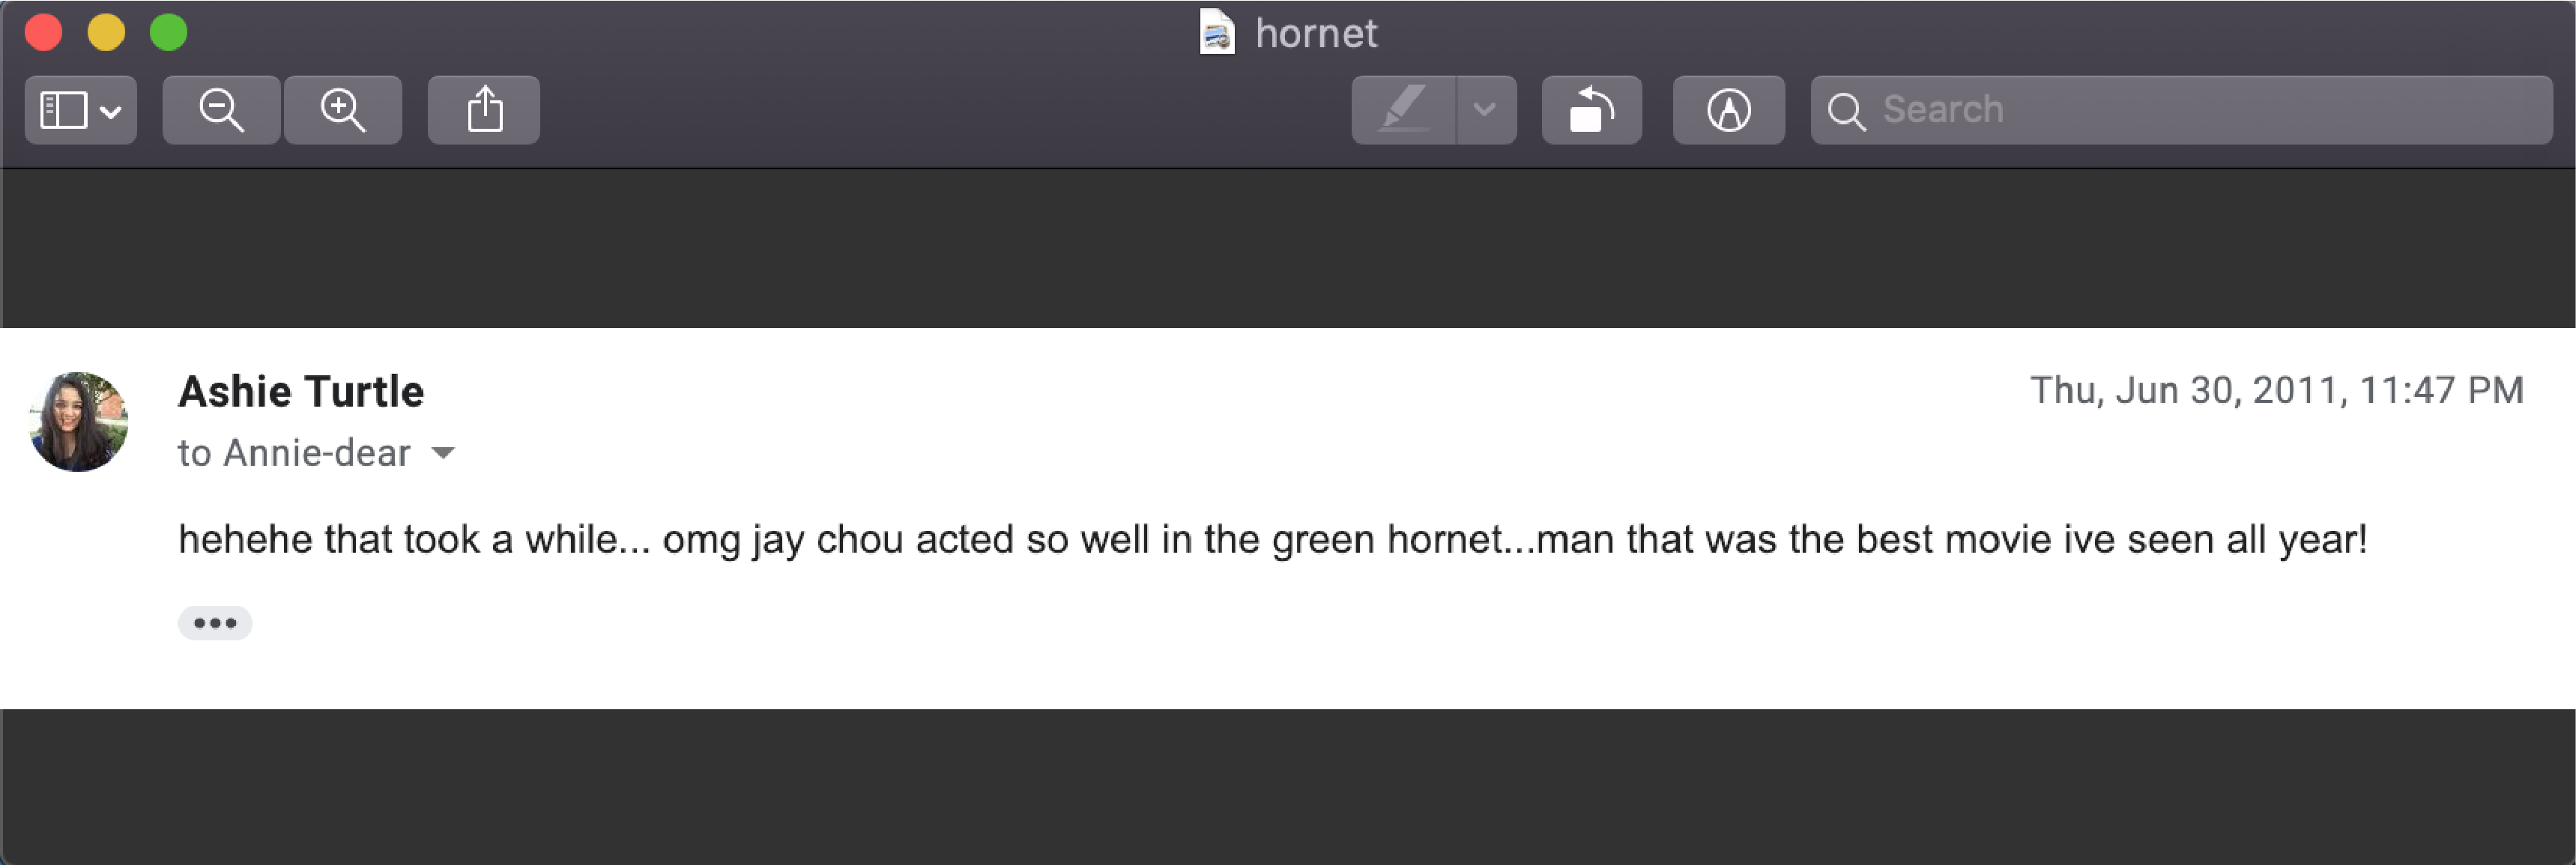 hornet
Search
Ashie Turtle
Thu, Jun 30, 2011, 11:47 PM
to Annie-dear
hehehe that took a while... omg jay chou acted so well in the green hornet...man that was the best movie ive seen all year!